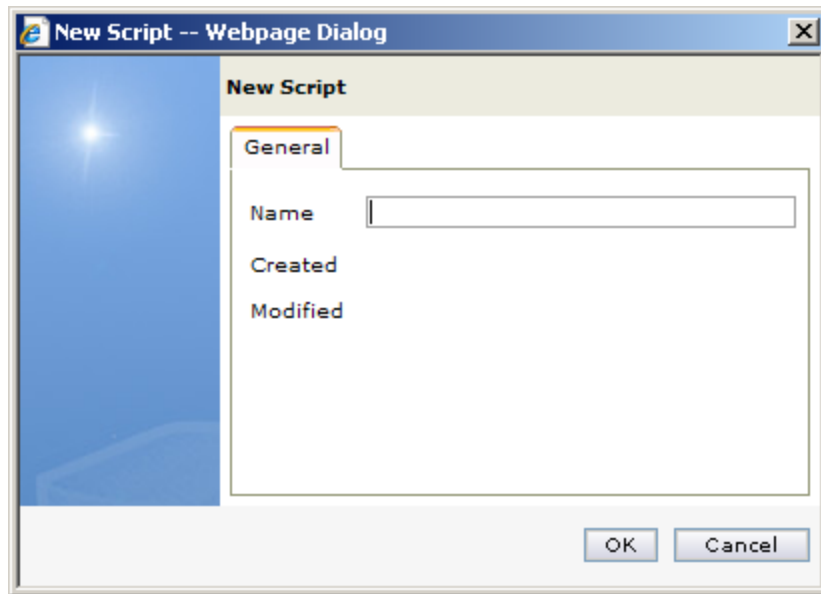 New Script -- Webpage Dialog
New Script
General
Name
Created
Modified
OK Cancel